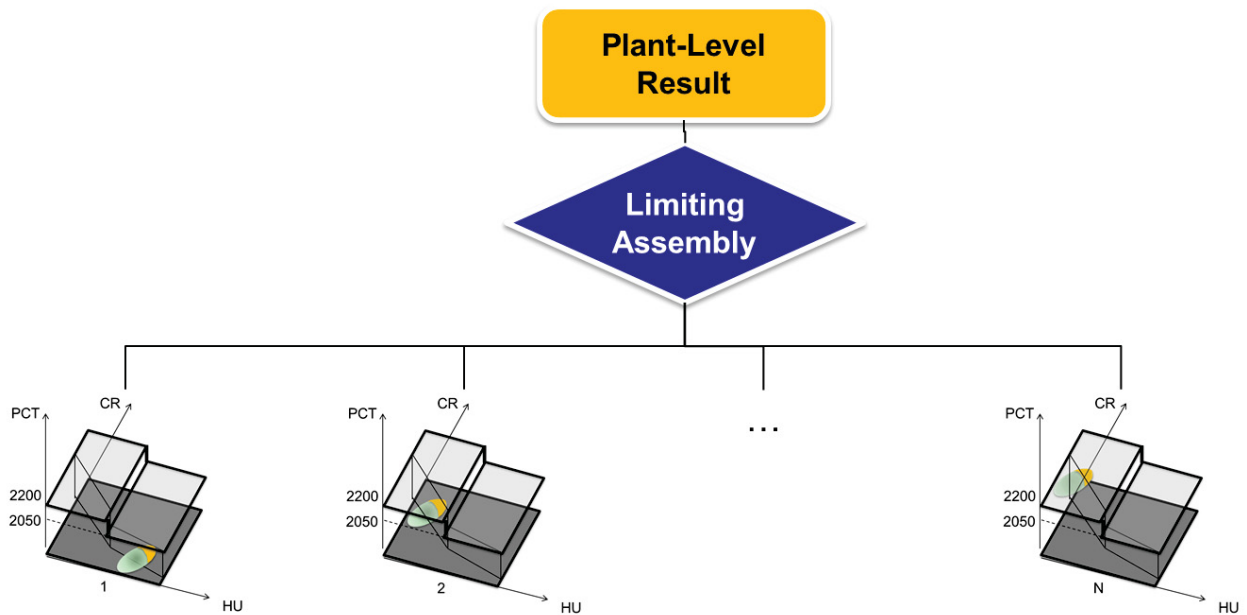 Plant-Level
Result
Limiting
Assembly
PCT
CR
2200
2050
1
HU
PCT
CR
2200
2050
2
HU
...
PCT
CR
2200
2050
N
HU